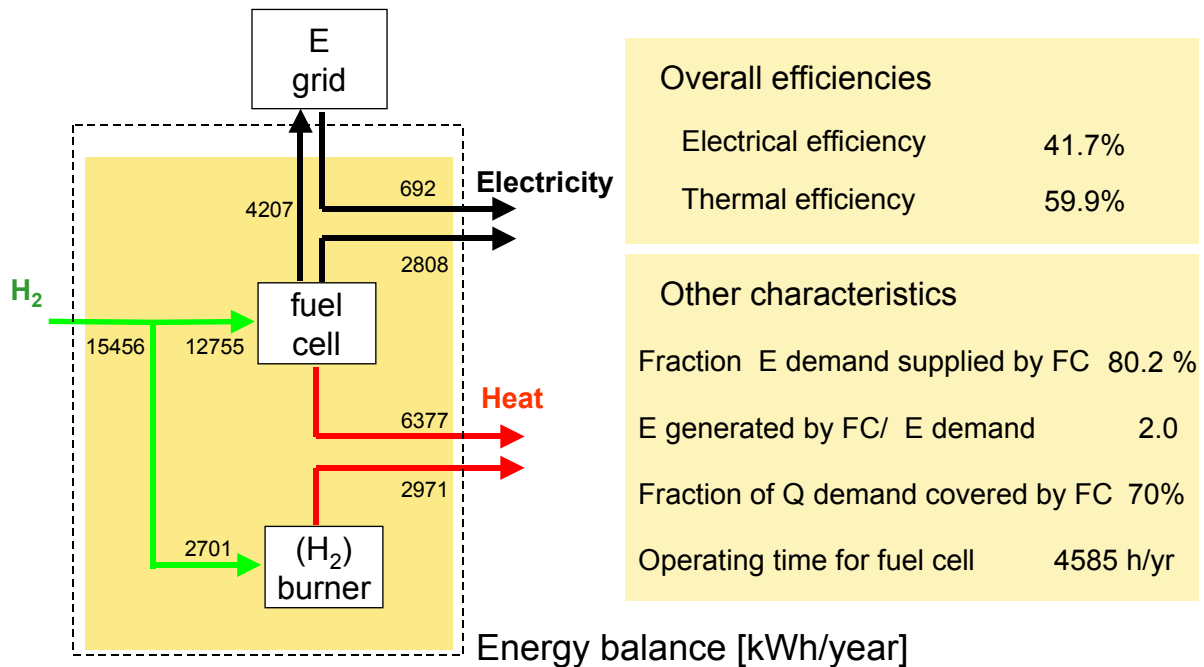 E
grid
692
Electricity
4207
2808
H₂
fuel
cell
15456
12755
Heat
6377
2971
2701
(H₂)
burner
Energy balance [kWh/year]
Overall efficiencies
Electrical efficiency 41.7%
Thermal efficiency 59.9%
Other characteristics
Fraction E demand supplied by FC 80.2 %
E generated by FC/ E demand 2.0
Fraction of Q demand covered by FC 70%
Operating time for fuel cell 4585 h/yr